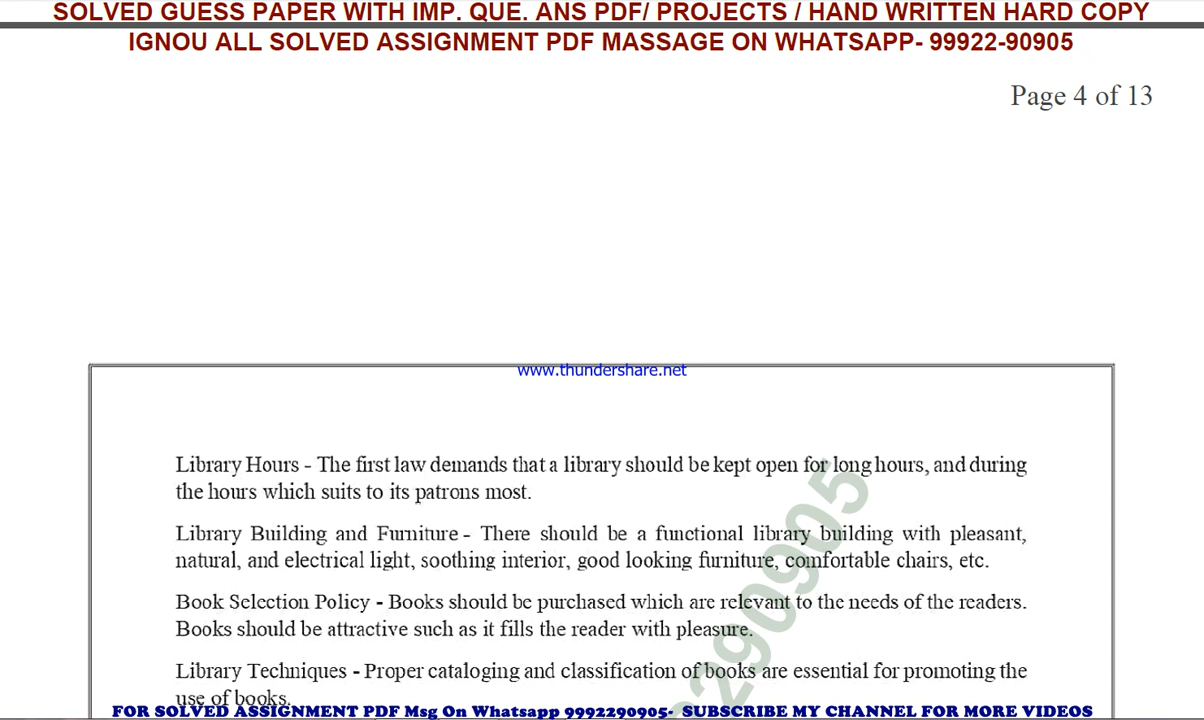 SOLVED GUESS PAPER WITH IMP. QUE. ANS PDF/ PROJECTS / HAND WRITTEN HARD COPY
IGNOU ALL SOLVED ASSIGNMENT PDF MASSAGE ON WHATSAPP- 99922-90905
Page 4 of 13
www.thundershare.net
Library Hours - The first law demands that a library should be kept open for long hours, and during
the hours which suits to its patrons most.
Library Building and Furniture - There should be a functional library building with pleasant,
natural, and electrical light, soothing interior, good looking furniture, comfortable chairs, etc.
Book Selection Policy - Books should be purchased which are relevant to the needs of the readers.
Books should be attractive such as it fills the reader with pleasure.
Library Techniques - Proper cataloging and classification of books are essential for promoting the
use of books.
290905
FOR SOLVED ASSIGNMENT PDF Msg On Whatsapp 9992290905- SUBSCRIBE MY CHANNEL FOR MORE VIDEOS